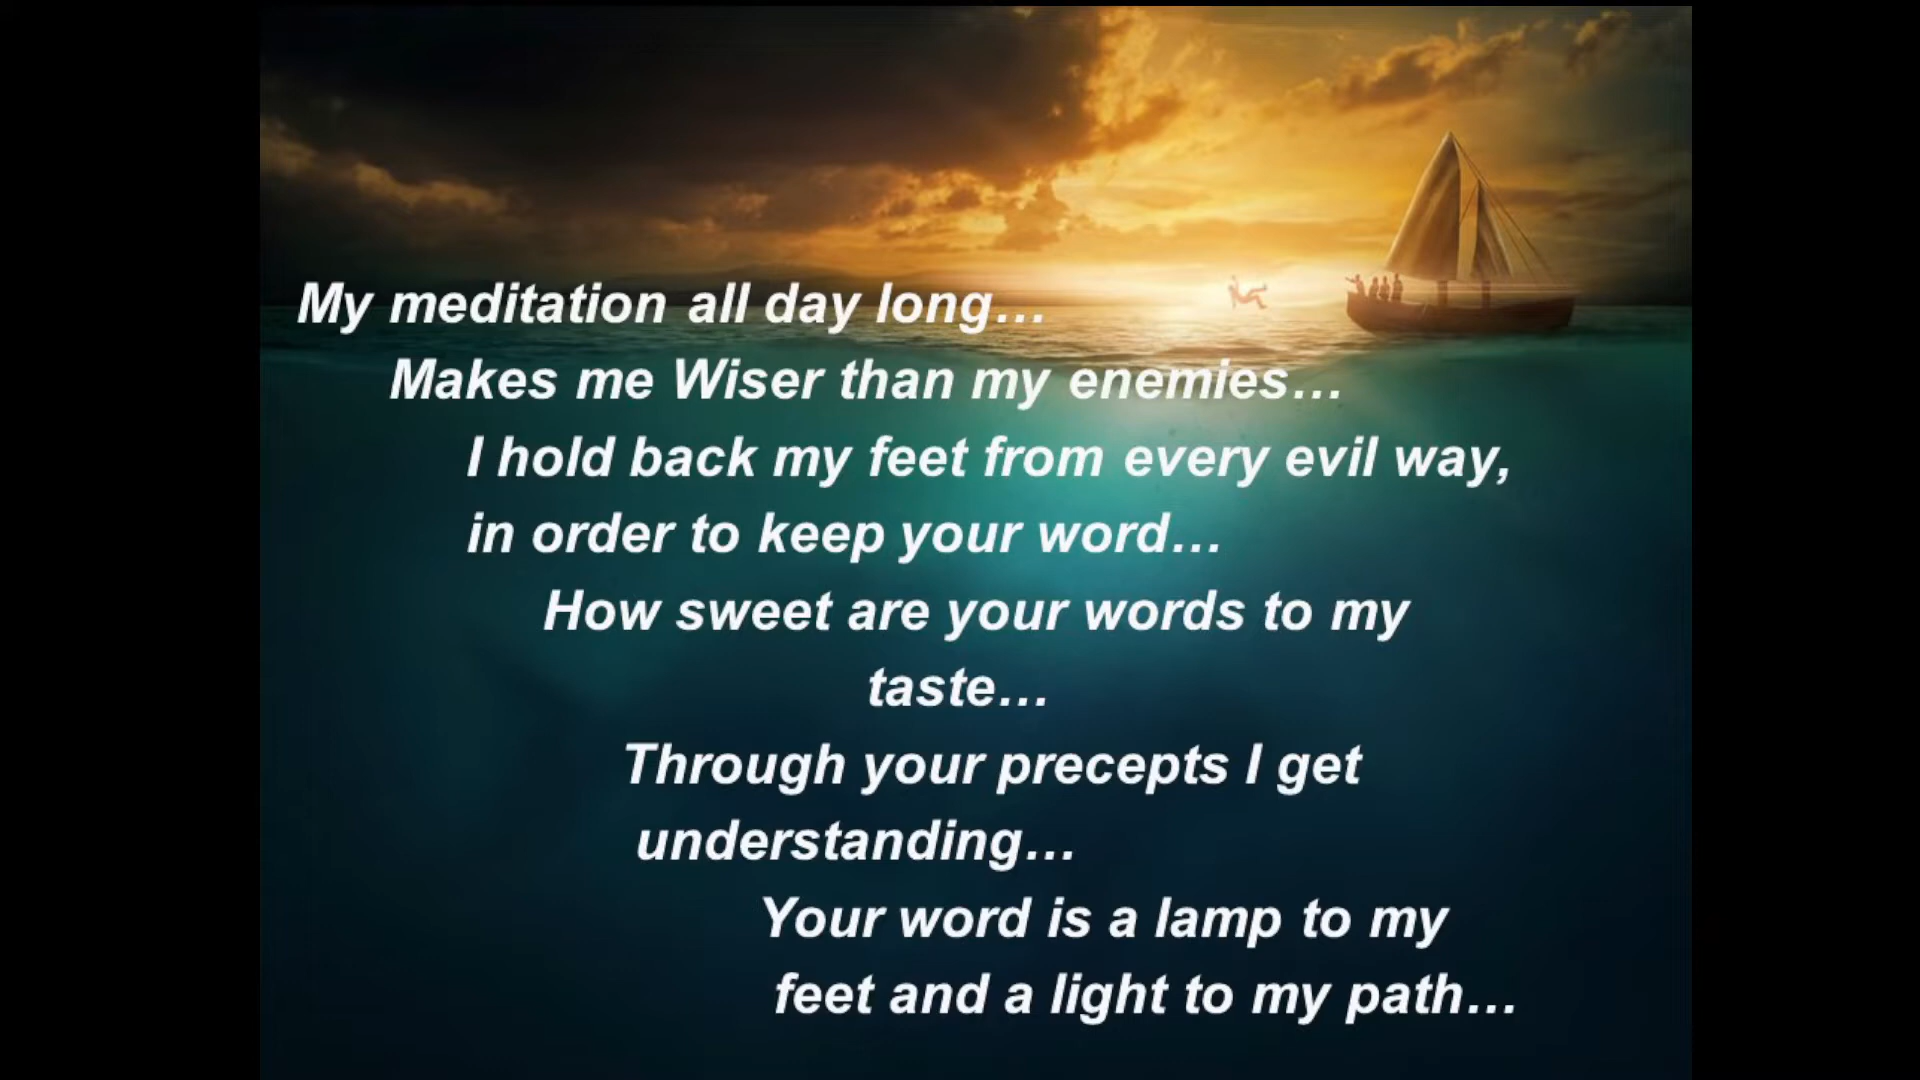 My meditation all day long…
Makes me Wiser than my enemies…
I hold back my feet from every evil way,
in order to keep your word…
How sweet are your words to my
taste…
Through your precepts I get
understanding…
Your word is a lamp to my
feet and a light to my path…